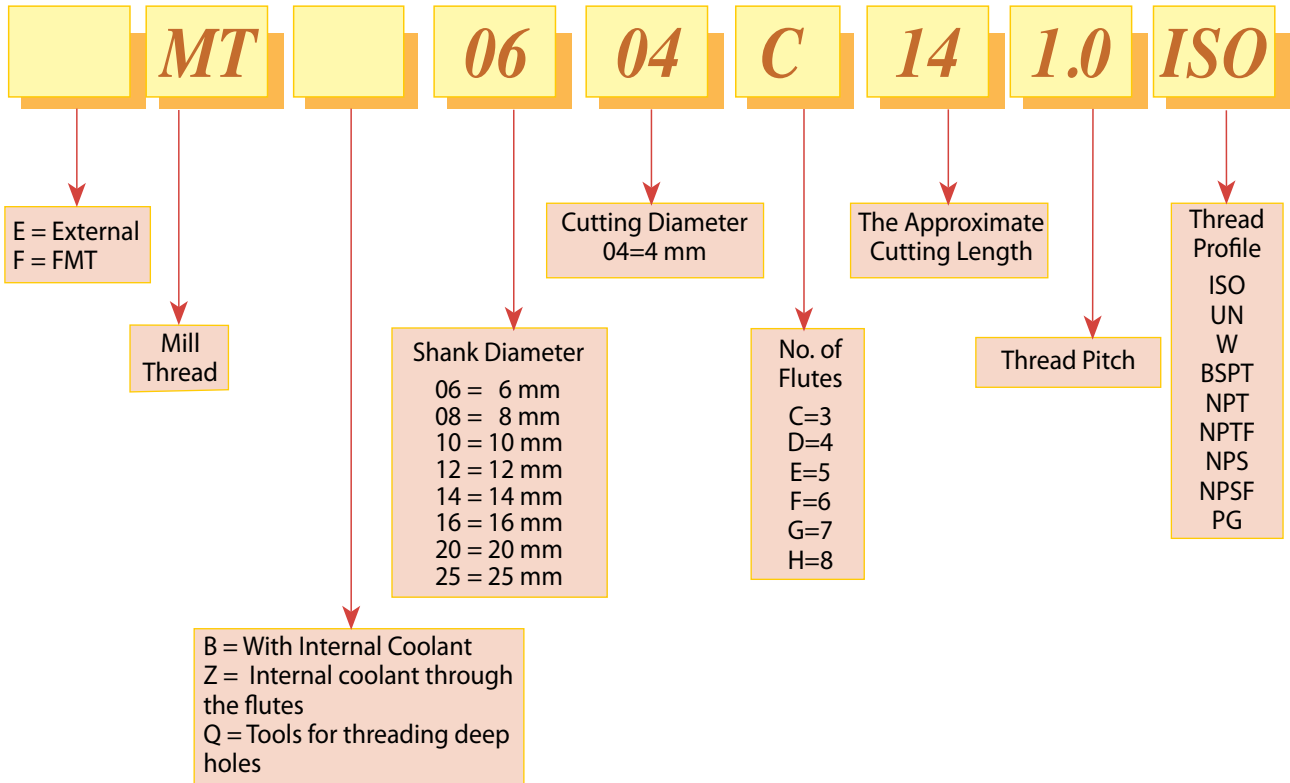 MT 06 04 C 14 1.0 ISO
E = External
F = FMT
Mill
Thread
B = With Internal Coolant
Z = Internal coolant through
the flutes
Q = Tools for threading deep
holes
Shank Diameter
06 = 6 mm
08 = 8 mm
10 = 10 mm
12 = 12 mm
14 = 14 mm
16 = 16 mm
20 = 20 mm
25 = 25 mm
Cutting Diameter
04=4 mm
No. of
Flutes
C=3
D=4
E=5
F=6
G=7
H=8
The Approximate
Cutting Length
Thread Pitch
Thread
Profile
ISO
UN
W
BSPT
NPT
NPTF
NPS
NPSF
PG